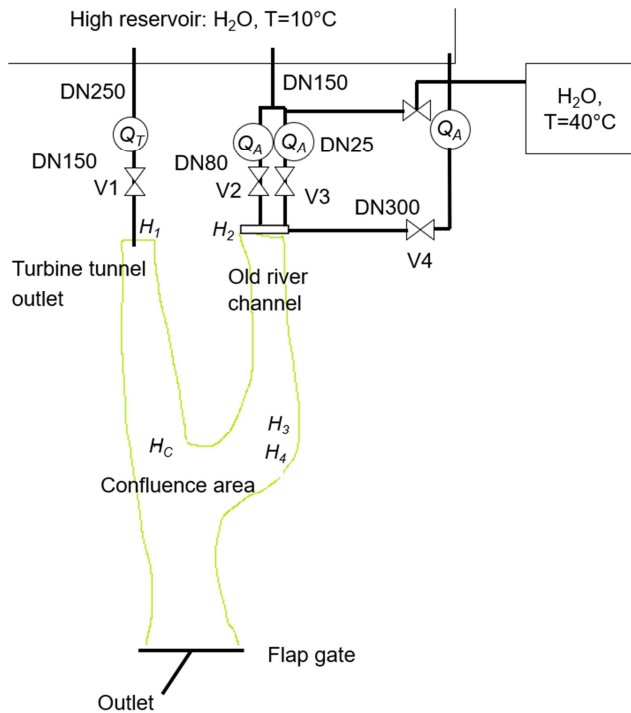 High reservoir: H₂O, T=10°C
DN250
DN150
H₂O,
T=40°C
Q_T
Q_A
Q_A
DN25
Q_A
DN150
DN80
V1
V2
V3
DN300
H₁
H₂
V4
Turbine tunnel
outlet
Old river
channel
H₃
H_C
H₄
Confluence area
Flap gate
Outlet